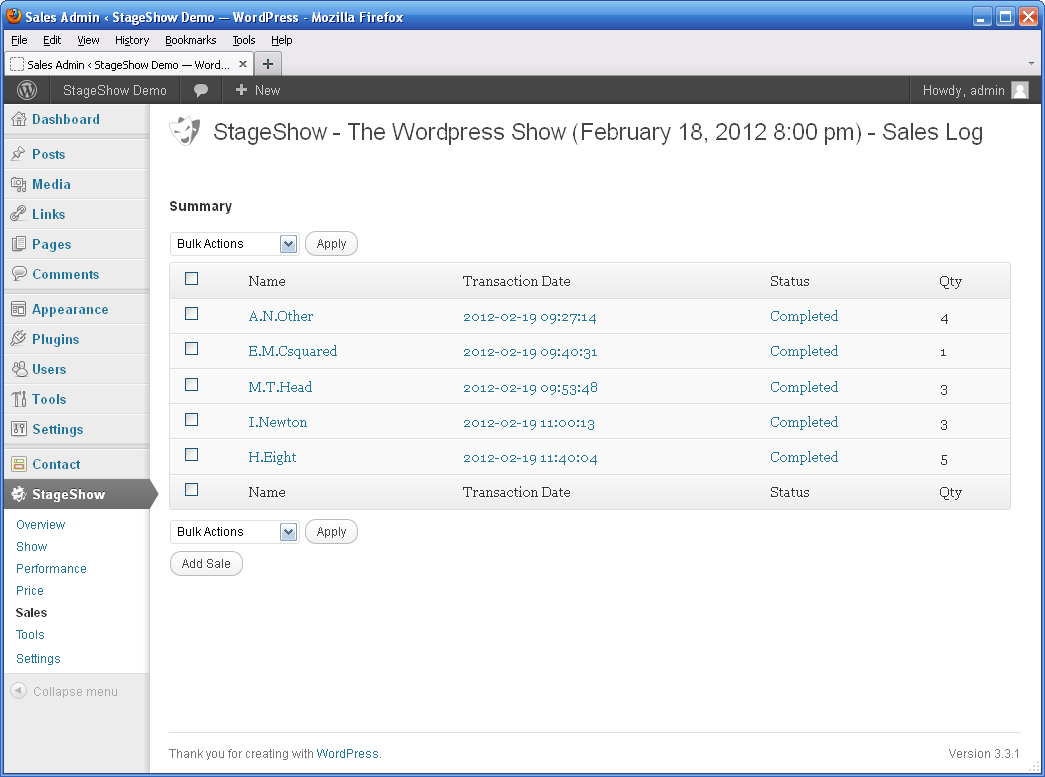 Sales Admin ‹ StageShow Demo — WordPress - Mozilla Firefox
File Edit View History Bookmarks Tools Help
Sales Admin ‹ StageShow Demo — Word...
StageShow Demo New Howdy, admin
Dashboard
Posts
Media
Links
Pages
Comments
Appearance
Plugins
Users
Tools
Settings
Contact
StageShow
Overview
Show
Performance
Price
Sales
Tools
Settings
Collapse menu
StageShow - The Wordpress Show (February 18, 2012 8:00 pm) - Sales Log
Summary
Bulk Actions Apply
Name Transaction Date Status Qty
A.N.Other 2012-02-19 09:27:14 Completed 4
E.M.Csquared 2012-02-19 09:40:31 Completed 1
M.T.Head 2012-02-19 09:53:48 Completed 3
I.Newton 2012-02-19 11:00:13 Completed 3
H.Eight 2012-02-19 11:40:04 Completed 5
Name Transaction Date Status Qty
Bulk Actions Apply
Add Sale
Thank you for creating with WordPress. Version 3.3.1